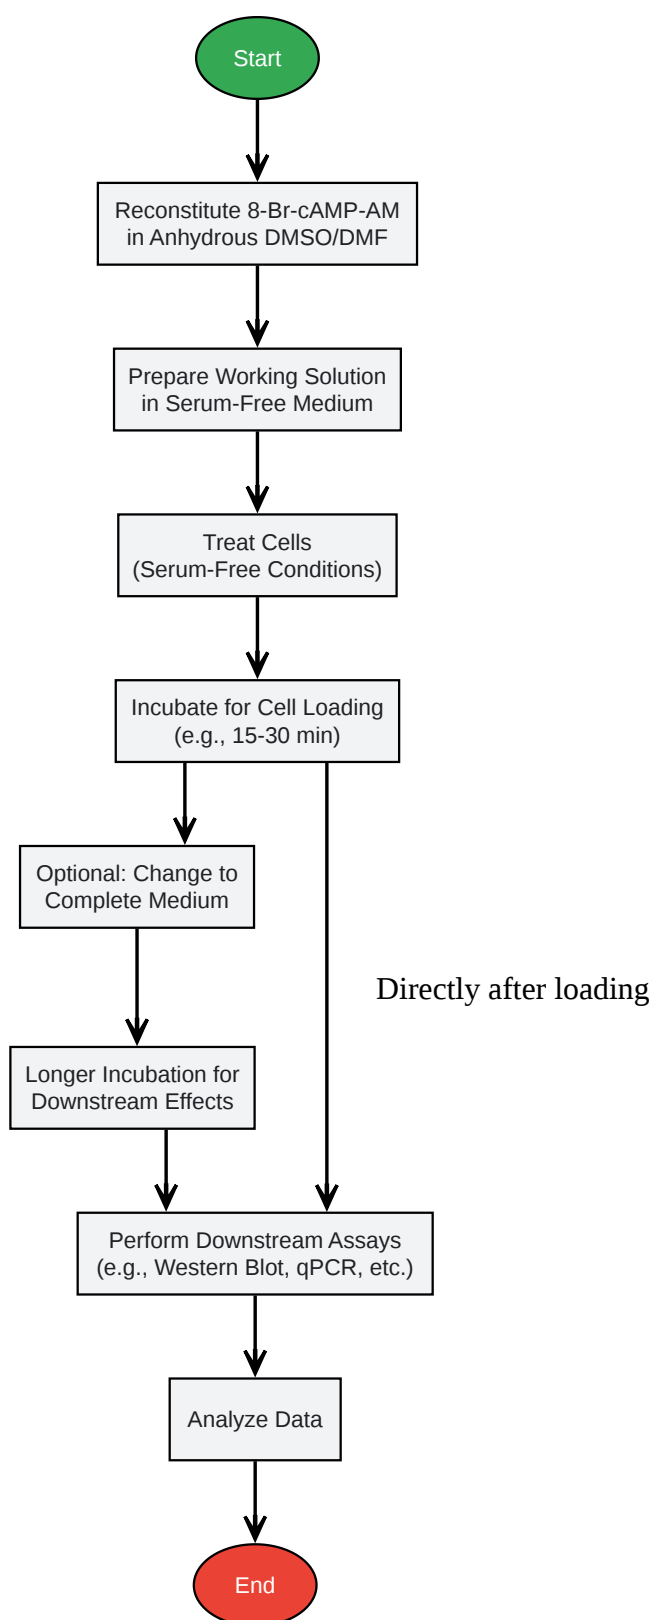 Start
Reconstitute 8-Br-cAMP-AM
in Anhydrous DMSO/DMF
Prepare Working Solution
in Serum-Free Medium
Treat Cells
(Serum-Free Conditions)
Incubate for Cell Loading
(e.g., 15-30 min)
Optional: Change to
Complete Medium
Directly after loading
Longer Incubation for
Downstream Effects
Perform Downstream Assays
(e.g., Western Blot, qPCR, etc.)
Analyze Data
End